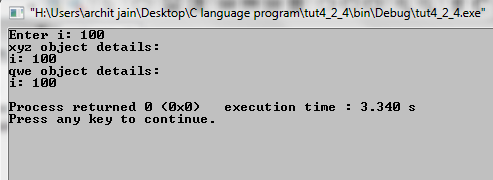 "H:\Users\archit jain\Desktop\C language program\tut4_2_4\bin\Debug\tut4_2_4.exe"
Enter i: 100
xyz object details:
i: 100
qwe object details:
i: 100
Process returned 0 (0x0)   execution time : 3.340 s
Press any key to continue.